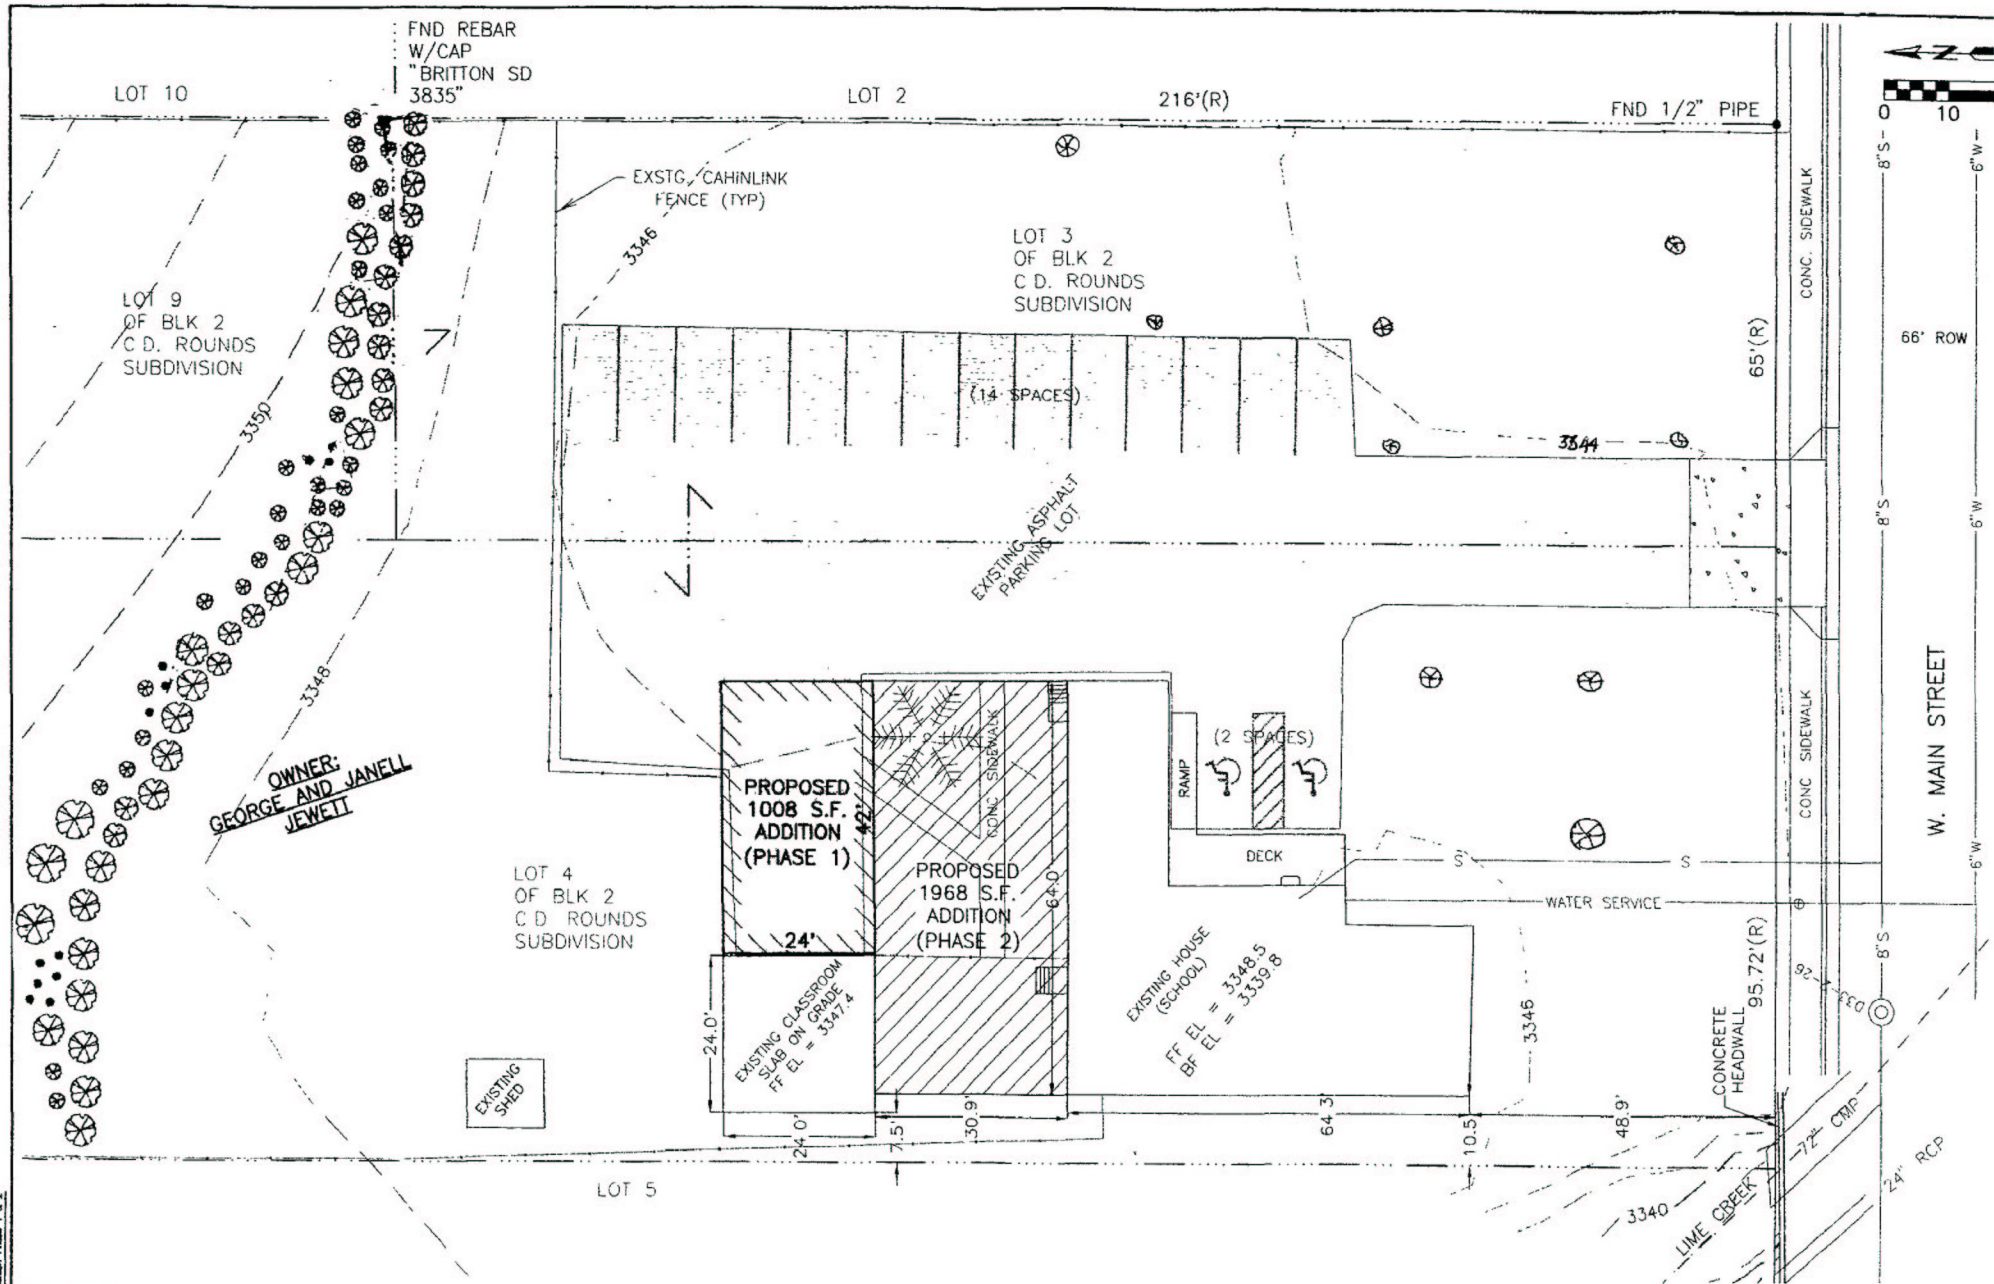 FND REBAR
W/CAP
"BRITTON SD
3835"
LOT 10
LOT 2
216'(R)
FND 1/2" PIPE
N
0 10
8"S
6"W
EXSTG. CAHINLINK
FENCE (TYP)
3346
LOT 3
OF BLK 2
C D. ROUNDS
SUBDIVISION
CONC. SIDEWALK
LOT 9
OF BLK 2
C D. ROUNDS
SUBDIVISION
65'(R)
66' ROW
(14 SPACES)
3350
3544
EXISTING ASPHALT
PARKING LOT
8"S
6"W
3348
OWNER:
GEORGE AND JANELL
JEWETT
PROPOSED
1008 S.F.
ADDITION
(PHASE 1)
42'
24'
CONC SIDEWALK
PROPOSED
1968 S.F.
ADDITION
(PHASE 2)
64.0'
RAMP
(2 SPACES)
DECK
S S
WATER SERVICE
CONC SIDEWALK
W. MAIN STREET
6"W
8"S
LOT 4
OF BLK 2
C D ROUNDS
SUBDIVISION
EXISTING CLASSROOM
SLAB ON GRADE
FF EL = 3347.4
24.0'
EXISTING HOUSE
(SCHOOL)
FF EL = 3348.5
BF EL = 3339.8
3346
95.72'(R)
CONCRETE
HEADWALL
EXISTING
SHED
24.0'
7.5'
30.9'
64.3'
10.5'
48.9'
72" CMP
24" RCP
LOT 5
3340
LIME CREEK